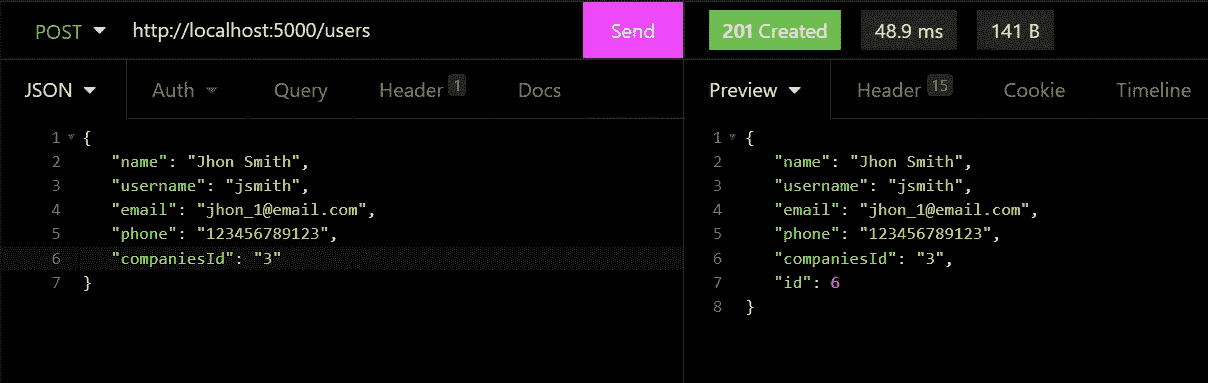 POST http://localhost:5000/users Send 201 Created 48.9 ms 141 B
JSON Auth Query Header 1 Docs Preview Header 15 Cookie Timeline
1 {
2 "name": "Jhon Smith",
3 "username": "jsmith",
4 "email": "jhon_1@email.com",
5 "phone": "123456789123",
6 "companiesId": "3"
7 }
1 {
2 "name": "Jhon Smith",
3 "username": "jsmith",
4 "email": "jhon_1@email.com",
5 "phone": "123456789123",
6 "companiesId": "3",
7 "id": 6
8 }